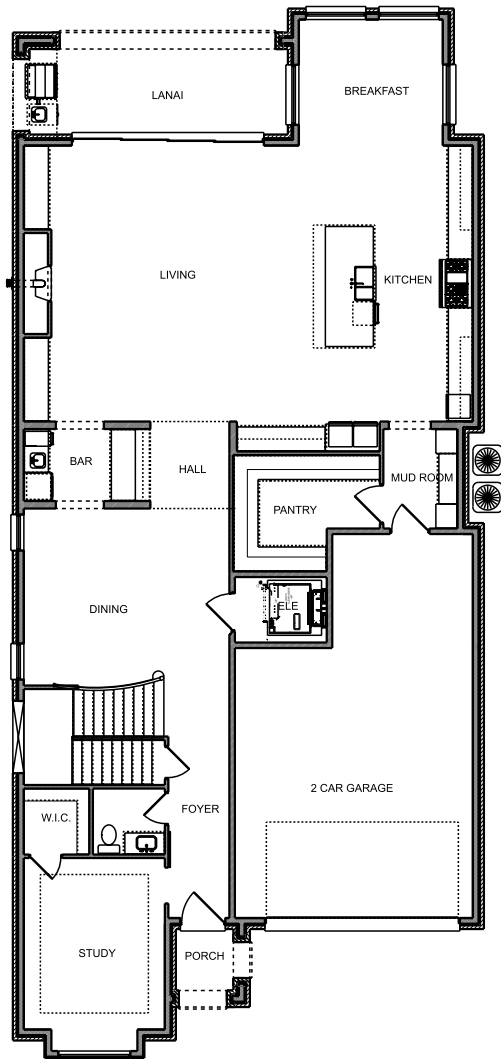 LANAI
BREAKFAST
LIVING
KITCHEN
BAR
HALL
MUD ROOM
PANTRY
DINING
ELE
2 CAR GARAGE
FOYER
W.I.C.
STUDY
PORCH